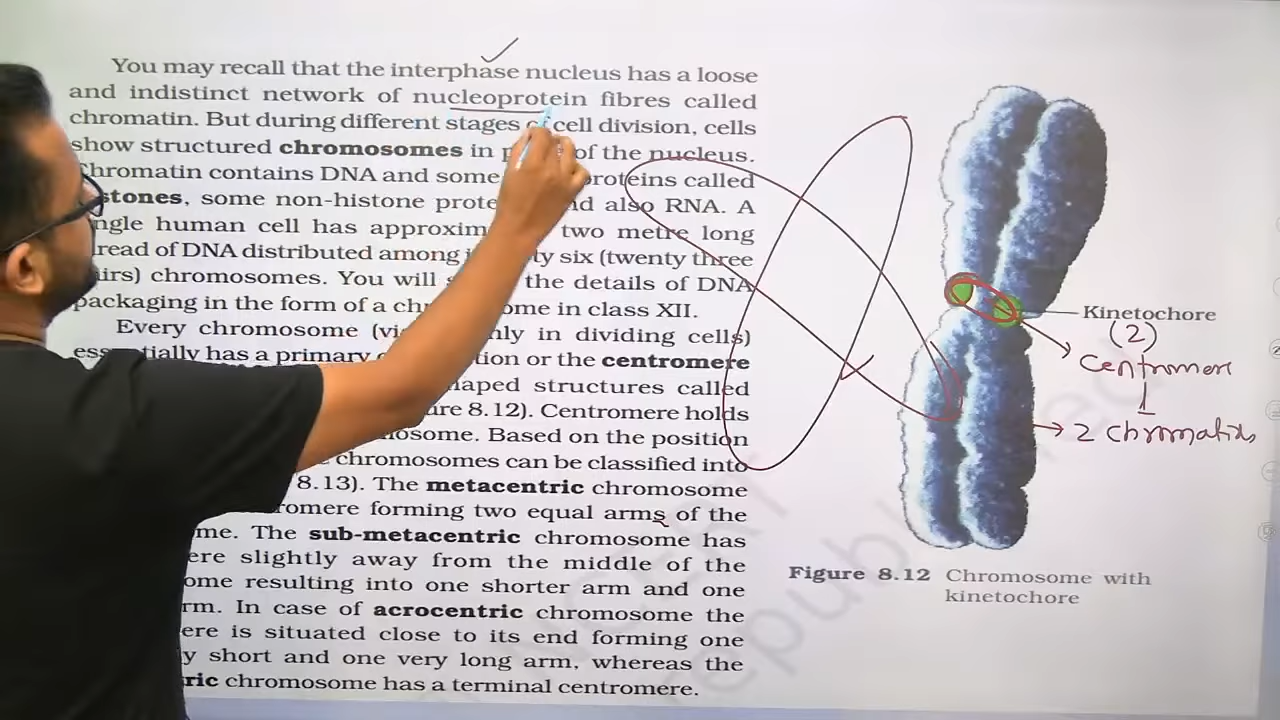 You may recall that the interphase nucleus has a loose
and indistinct network of nucleoprotein fibres called
chromatin. But during different stages of cell division, cells
show structured chromosomes in of the nucleus.
Chromatin contains DNA and some proteins called
stones, some non-histone prote d also RNA. A
ngle human cell has approxim two metre long
read of DNA distributed among ty six (twenty three
airs) chromosomes. You will the details of DNA
packaging in the form of a ch ome in class XII.
Every chromosome (vi nly in dividing cells)
essentially has a primary tion or the centromere
aped structures called
ure 8.12). Centromere holds
osome. Based on the position
chromosomes can be classified into
8.13). The metacentric chromosome
romere forming two equal arms of the
me. The sub-metacentric chromosome has
ere slightly away from the middle of the
ome resulting into one shorter arm and one
rm. In case of acrocentric chromosome the
ere is situated close to its end forming one
y short and one very long arm, whereas the
ric chromosome has a terminal centromere.
Kinetochore
(2)
Centromere
2 chromatids
Figure 8.12 Chromosome with
kinetochore
NCERT
republished